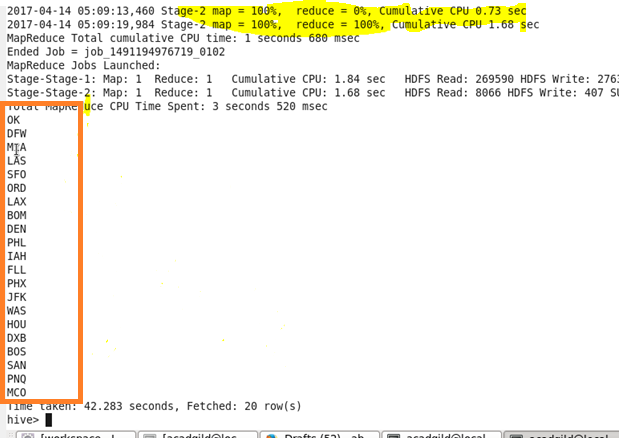 2017-04-14 05:09:13,460 Stage-2 map = 100%,  reduce = 0%, Cumulative CPU 0.73 sec
2017-04-14 05:09:19,984 Stage-2 map = 100%,  reduce = 100%, Cumulative CPU 1.68 sec
MapReduce Total cumulative CPU time: 1 seconds 680 msec
Ended Job = job_1491194976719_0102
MapReduce Jobs Launched:
Stage-Stage-1: Map: 1  Reduce: 1   Cumulative CPU: 1.84 sec   HDFS Read: 269590 HDFS Write: 276
Stage-Stage-2: Map: 1  Reduce: 1   Cumulative CPU: 1.68 sec   HDFS Read: 8066 HDFS Write: 407 SU
Total MapReduce CPU Time Spent: 3 seconds 520 msec
OK
DFW
MIA
LAS
SFO
ORD
LAX
BOM
DEN
PHL
IAH
FLL
PHX
JFK
WAS
HOU
DXB
BOS
SAN
PNQ
MCO
Time taken: 42.283 seconds, Fetched: 20 row(s)
hive>